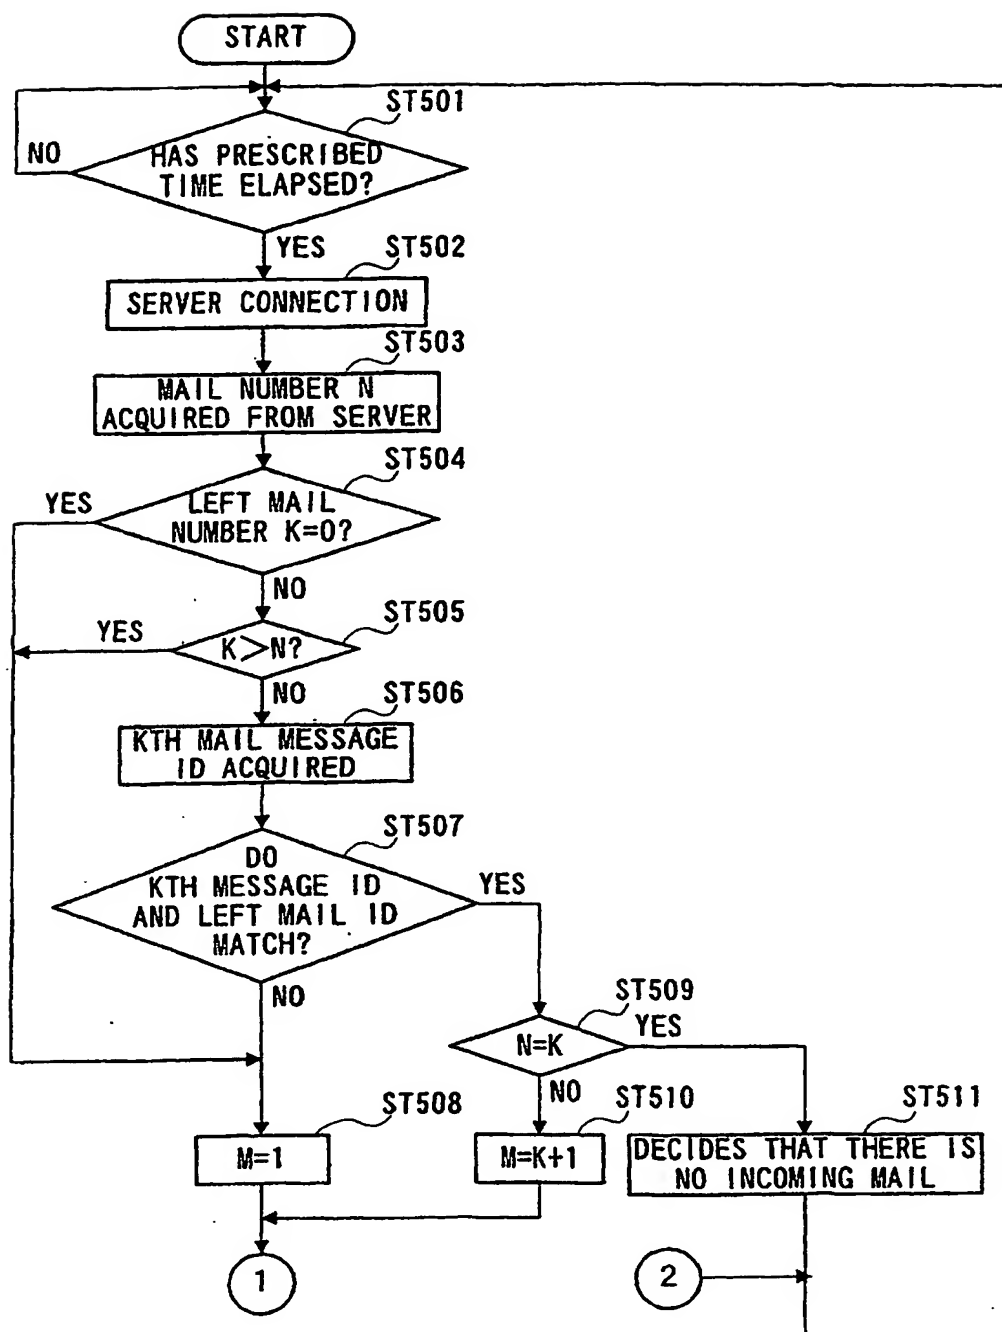 START
ST501
NO
HAS PRESCRIBED
TIME ELAPSED?
YES
ST502
SERVER CONNECTION
ST503
MAIL NUMBER N
ACQUIRED FROM SERVER
ST504
YES
LEFT MAIL
NUMBER K=0?
NO
ST505
YES
K>N?
NO
ST506
KTH MAIL MESSAGE
ID ACQUIRED
ST507
DO
KTH MESSAGE ID
AND LEFT MAIL ID
MATCH?
YES
NO
ST509
N=K
YES
NO
ST508
ST510
ST511
M=1
M=K+1
DECIDES THAT THERE IS
NO INCOMING MAIL
1
2